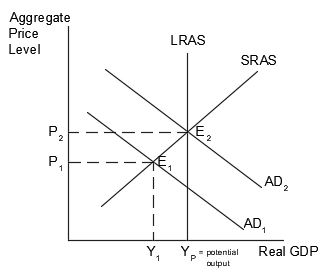 Aggregate
Price
Level
LRAS
SRAS
P2
E2
P1
E1
AD2
AD1
Y1
YP = potential
output
Real GDP